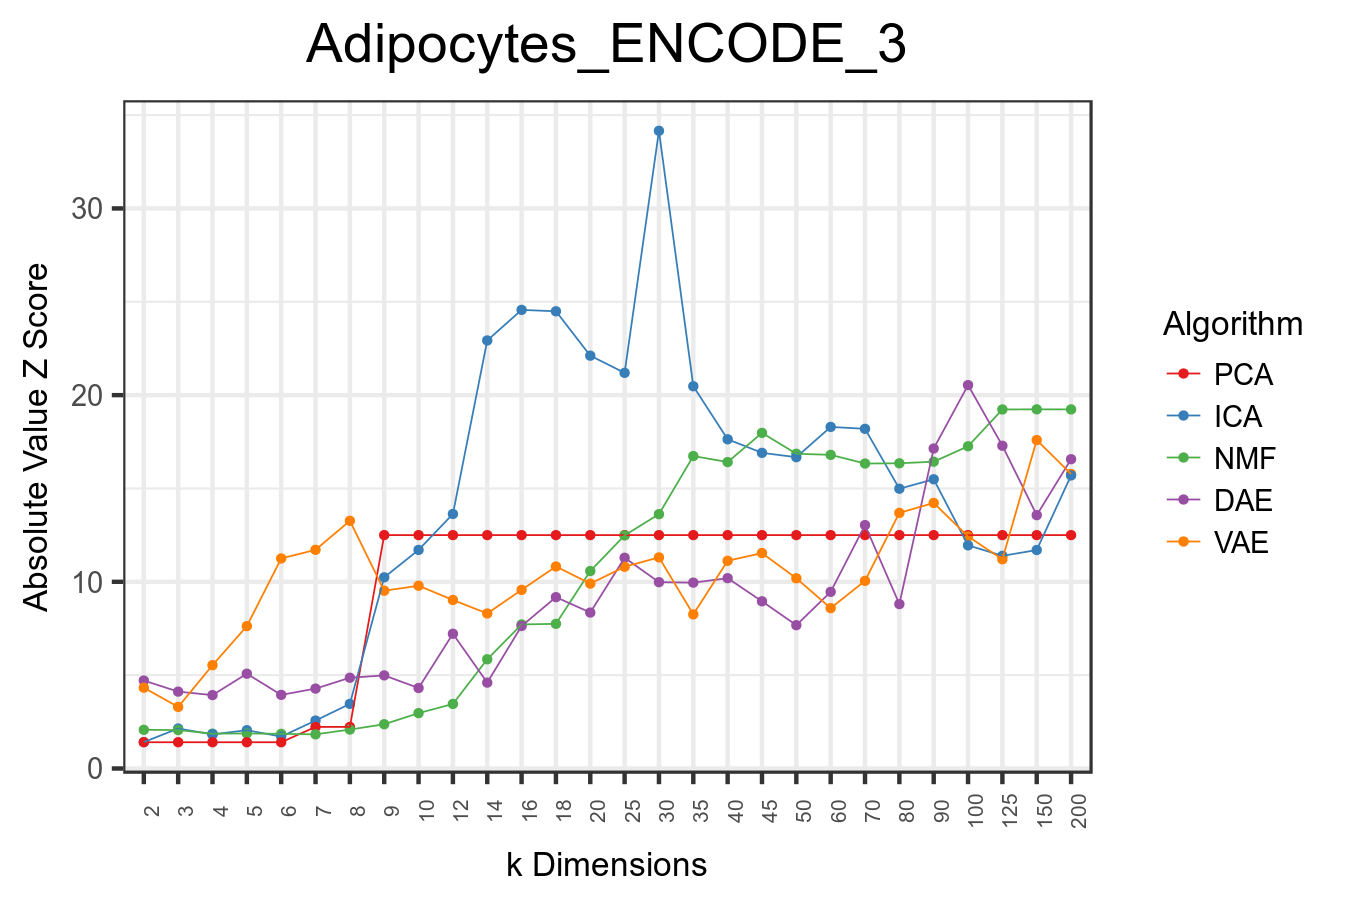 Adipocytes_ENCODE_3
Absolute Value Z Score
30
20
10
0
2 3 4 5 6 7 8 9 10 12 14 16 18 20 25 30 35 40 45 50 60 70 80 90 100 125 150 200
k Dimensions
Algorithm
PCA
ICA
NMF
DAE
VAE